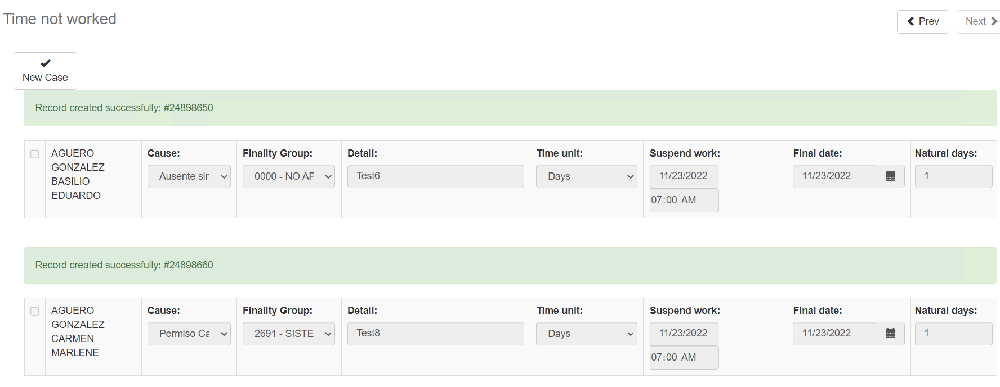 Time not worked
Prev
Next
New Case
Record created successfully: #24898650
AGUERO
GONZALEZ
BASILIO
EDUARDO
Cause:
Ausente sir
Finality Group:
0000 - NO AF
Detail:
Test6
Time unit:
Days
Suspend work:
11/23/2022
07:00 AM
Final date:
11/23/2022
Natural days:
1
Record created successfully: #24898660
AGUERO
GONZALEZ
CARMEN
MARLENE
Cause:
Permiso Ca
Finality Group:
2691 - SISTE
Detail:
Test8
Time unit:
Days
Suspend work:
11/23/2022
07:00 AM
Final date:
11/23/2022
Natural days:
1